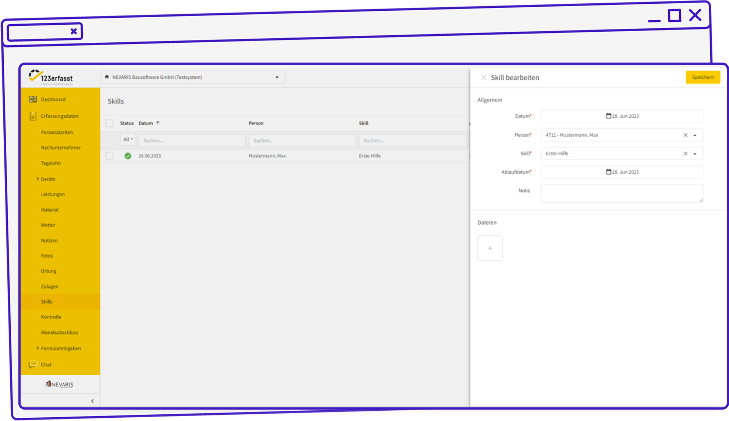 123erfasst
NEVARIS Bausoftware GmbH (Testsystem)
Skill bearbeiten
Speichern
Dashboard
Erfassungsdaten
Personalzeiten
Nachunternehmer
Tagelohn
Geräte
Leistungen
Material
Wetter
Notizen
Fotos
Ortung
Zulagen
Skills
Kontrolle
Monatsabschluss
Formulareingaben
Chat
NEVARIS
Skills
Status Datum Person Skill
All Suchen... Suchen... Suchen...
28.06.2023 Mustermann, Max Erste-Hilfe
Allgemein
Datum* 28. Jun 2023
Person* 4711 - Mustermann, Max
Skill* Erste-Hilfe
Ablaufdatum* 28. Jun 2025
Notiz
Dateien